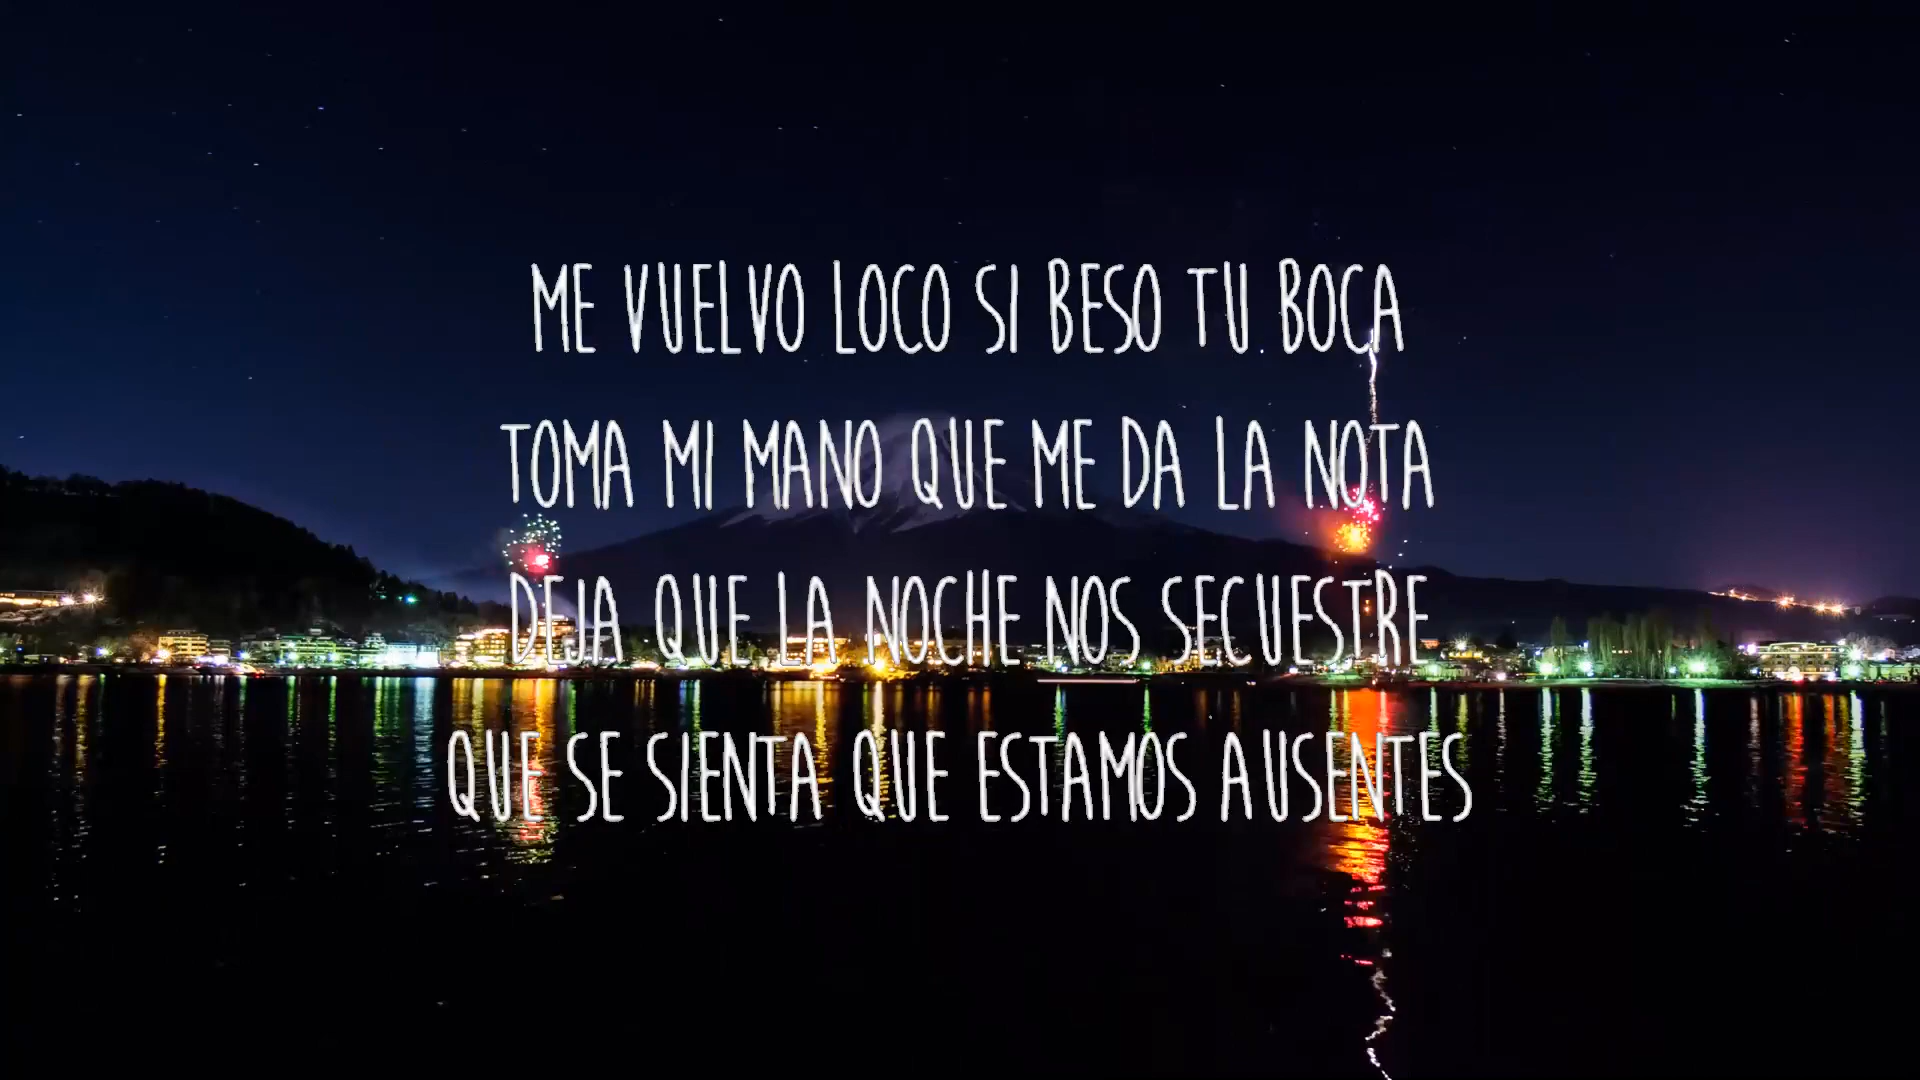 ME VUELVO LOCO SI BESO TU BOCA
TOMA MI MANO QUE ME DA LA NOTA
DEJA QUE LA NOCHE NOS SECUESTRE
QUE SE SIENTA QUE ESTAMOS AUSENTES